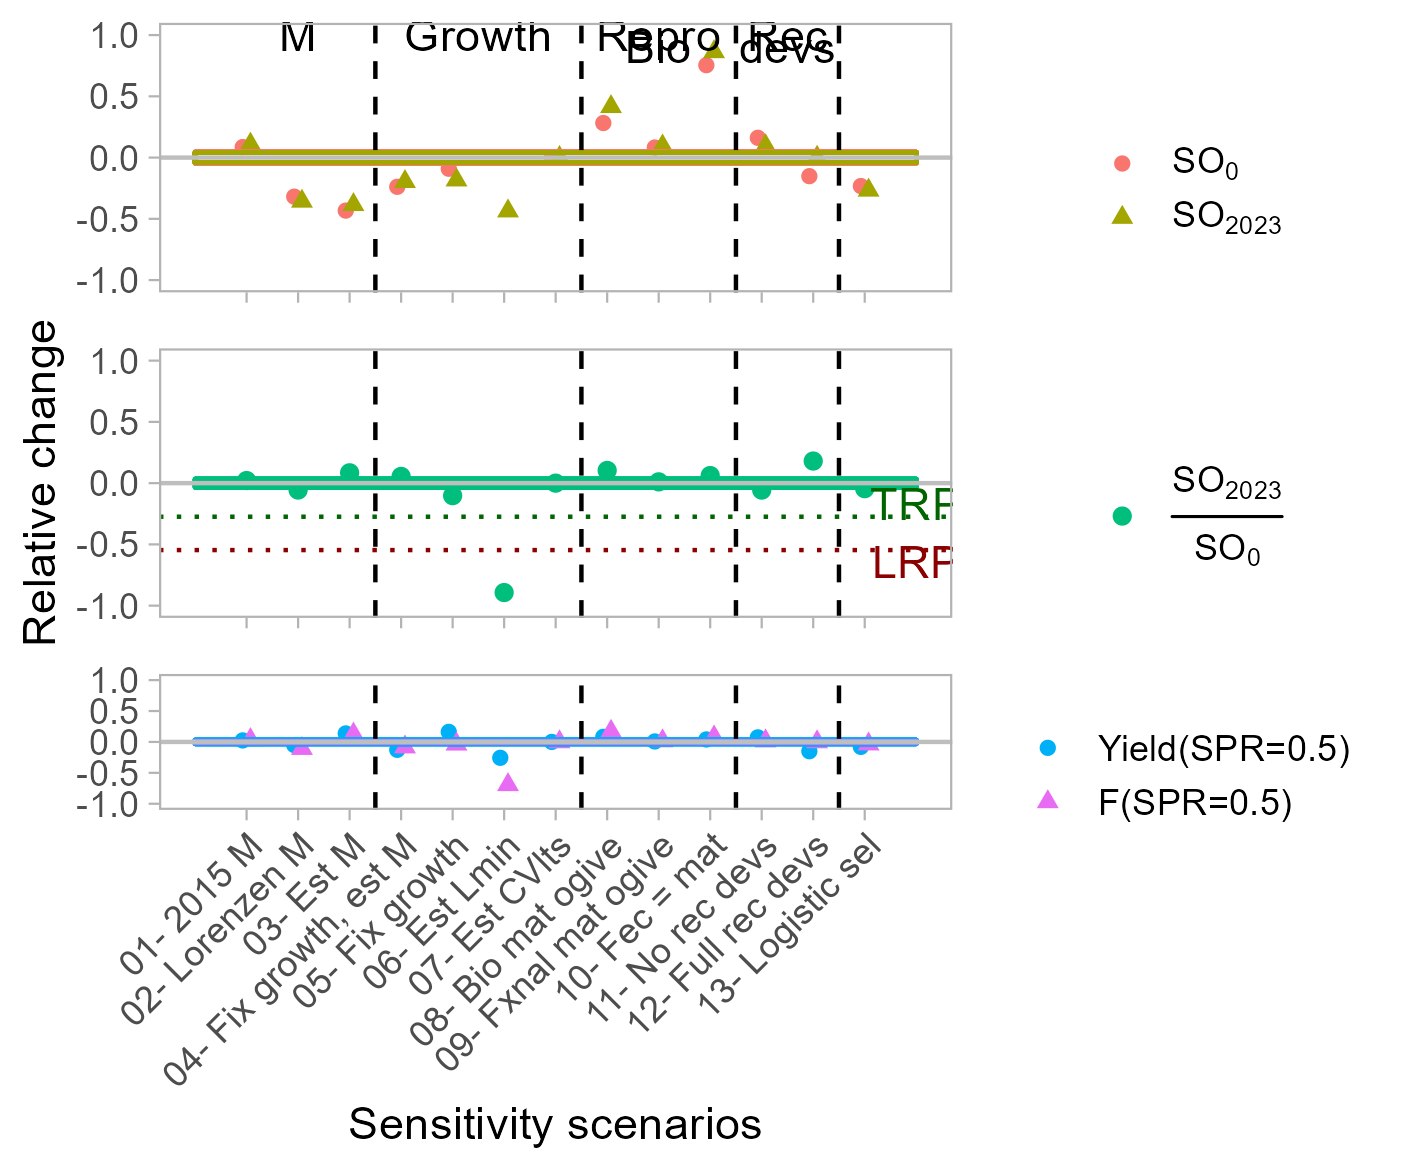 M
Growth
Repro
Bio
Rec
devs
1.0
0.5
0.0
-0.5
-1.0
SO0
SO2023
Relative change
1.0
0.5
0.0
-0.5
-1.0
TRP
LRP
SO2023
SO0
1.0
0.5
0.0
-0.5
-1.0
Yield(SPR=0.5)
F(SPR=0.5)
01- 2015 M
02- Lorenzen M
03- Est M
04- Fix growth, est M
05- Fix growth
06- Est Lmin
07- Est CVlts
08- Bio mat ogive
09- Fxnal mat ogive
10- Fec = mat
11- No rec devs
12- Full rec devs
13- Logistic sel
Sensitivity scenarios